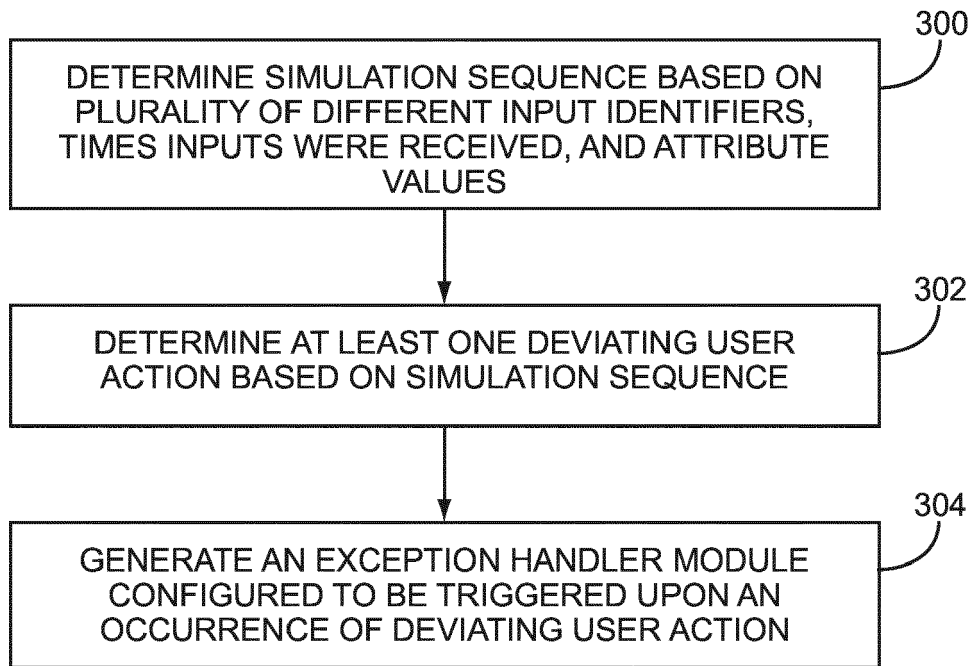 300
DETERMINE SIMULATION SEQUENCE BASED ON
PLURALITY OF DIFFERENT INPUT IDENTIFIERS,
TIMES INPUTS WERE RECEIVED, AND ATTRIBUTE
VALUES
302
DETERMINE AT LEAST ONE DEVIATING USER
ACTION BASED ON SIMULATION SEQUENCE
304
GENERATE AN EXCEPTION HANDLER MODULE
CONFIGURED TO BE TRIGGERED UPON AN
OCCURRENCE OF DEVIATING USER ACTION